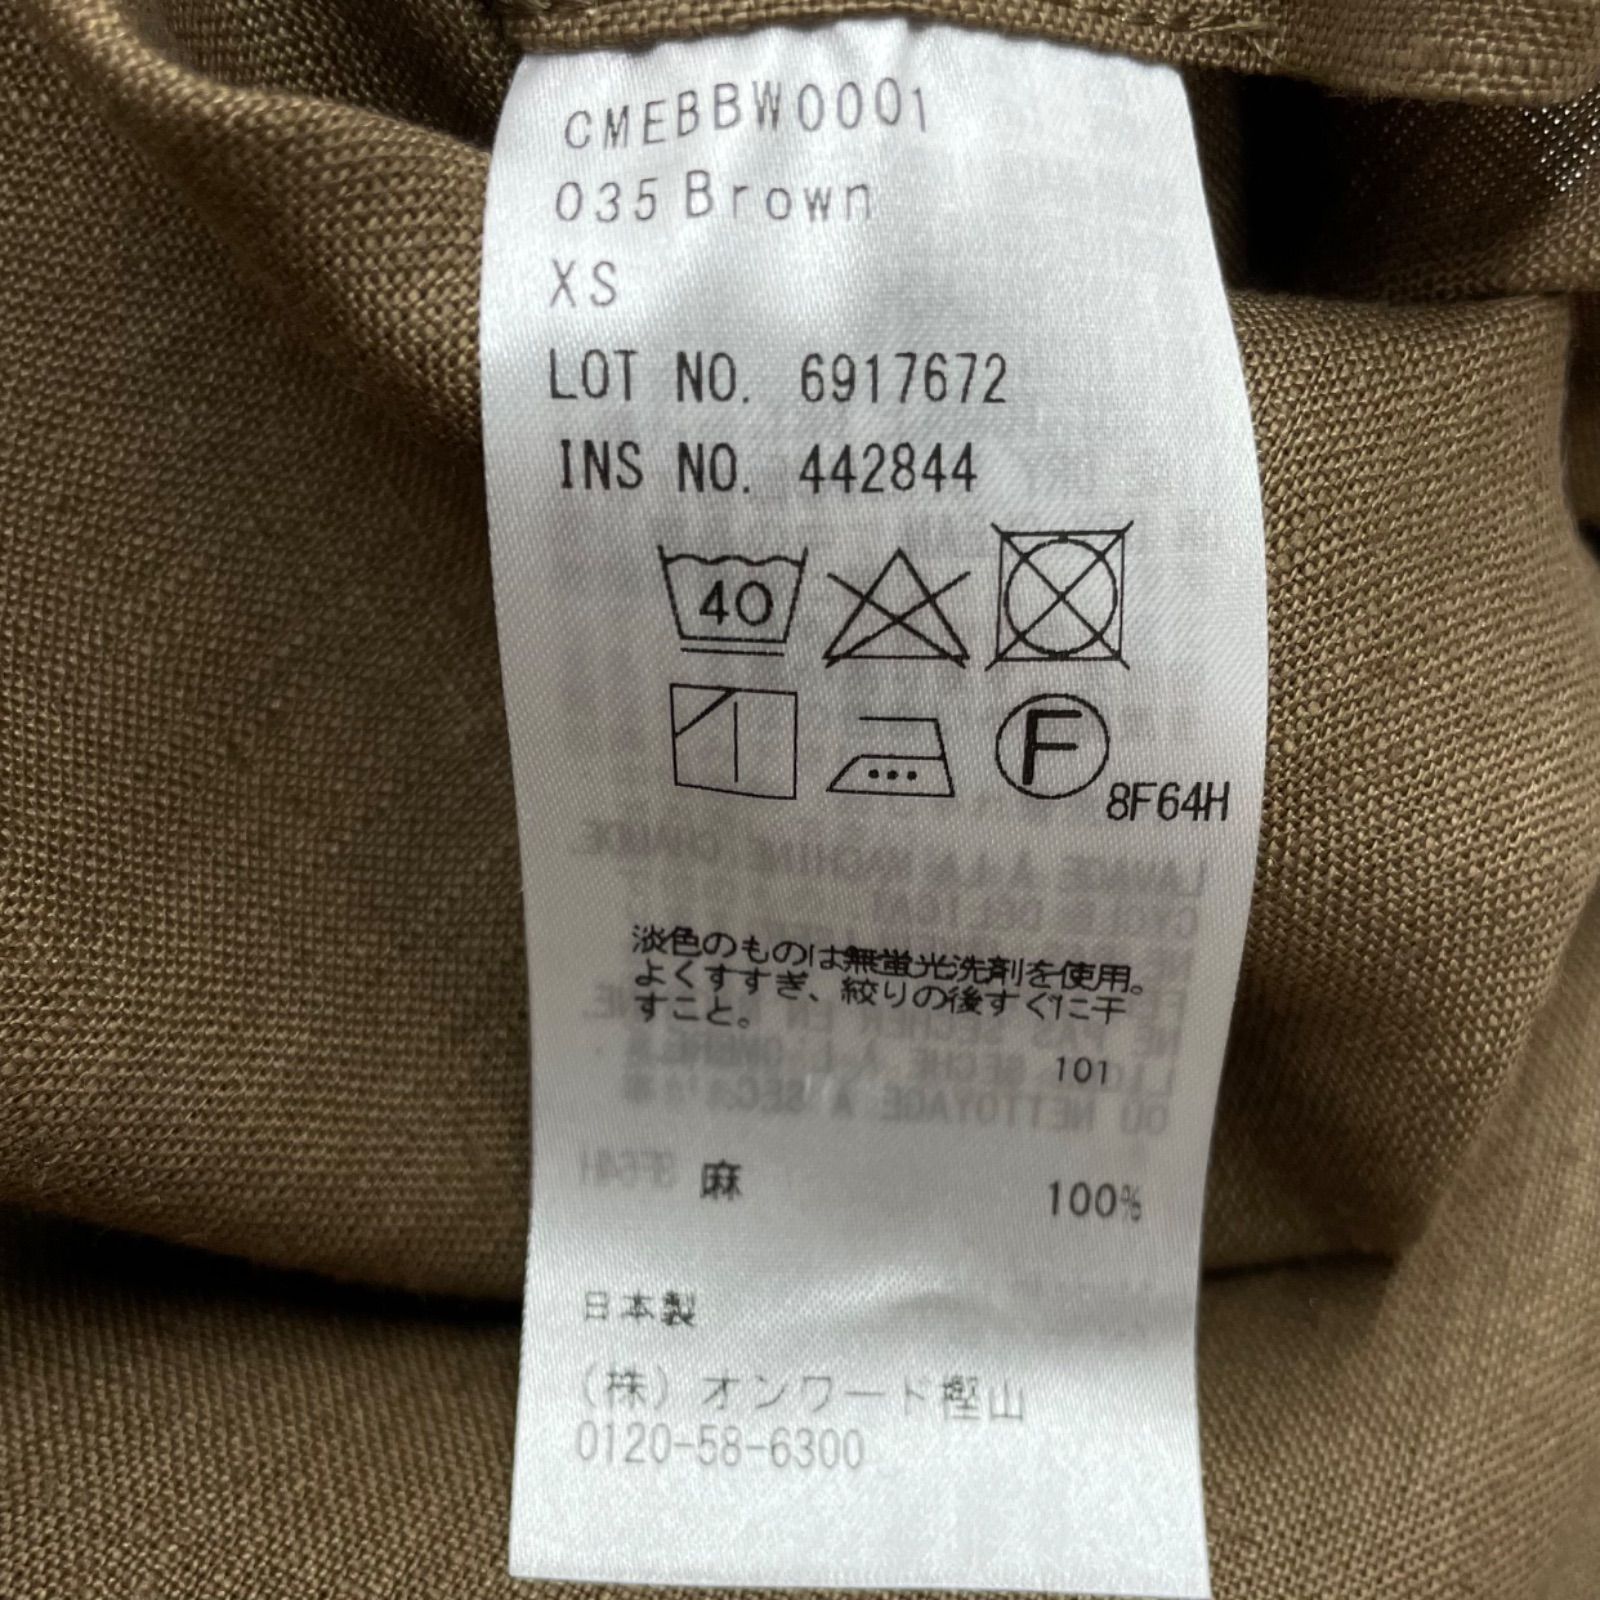 CMEBBW0001
035 Brown
XS
LOT NO. 6917672
INS NO. 442844
40
F
8F64H
淡色のものは無蛍光洗剤を使用。
よくすすぎ、絞りの後すぐに干
すこと。
101
麻 100%
日本製
(株)オンワード樫山
0120-58-6300